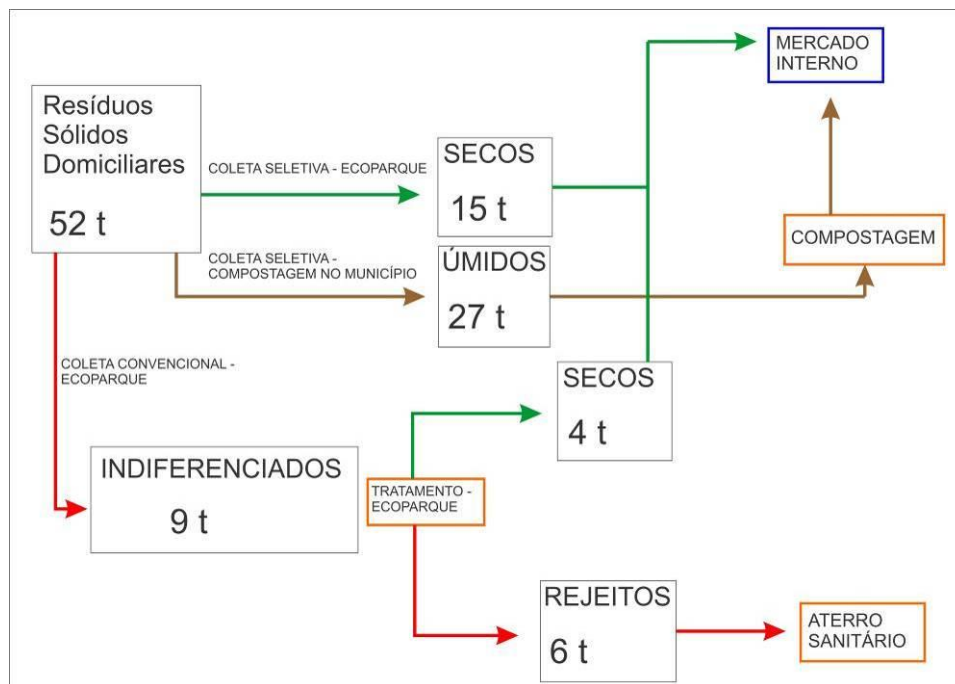 MERCADO
INTERNO
Resíduos
Sólidos
Domiciliares
52 t
COLETA SELETIVA - ECOPARQUE
SECOS
15 t
COMPOSTAGEM
COLETA SELETIVA -
COMPOSTAGEM NO MUNICÍPIO
ÚMIDOS
27 t
COLETA CONVENCIONAL -
ECOPARQUE
SECOS
4 t
INDIFERENCIADOS
9 t
TRATAMENTO -
ECOPARQUE
REJEITOS
6 t
ATERRO
SANITÁRIO